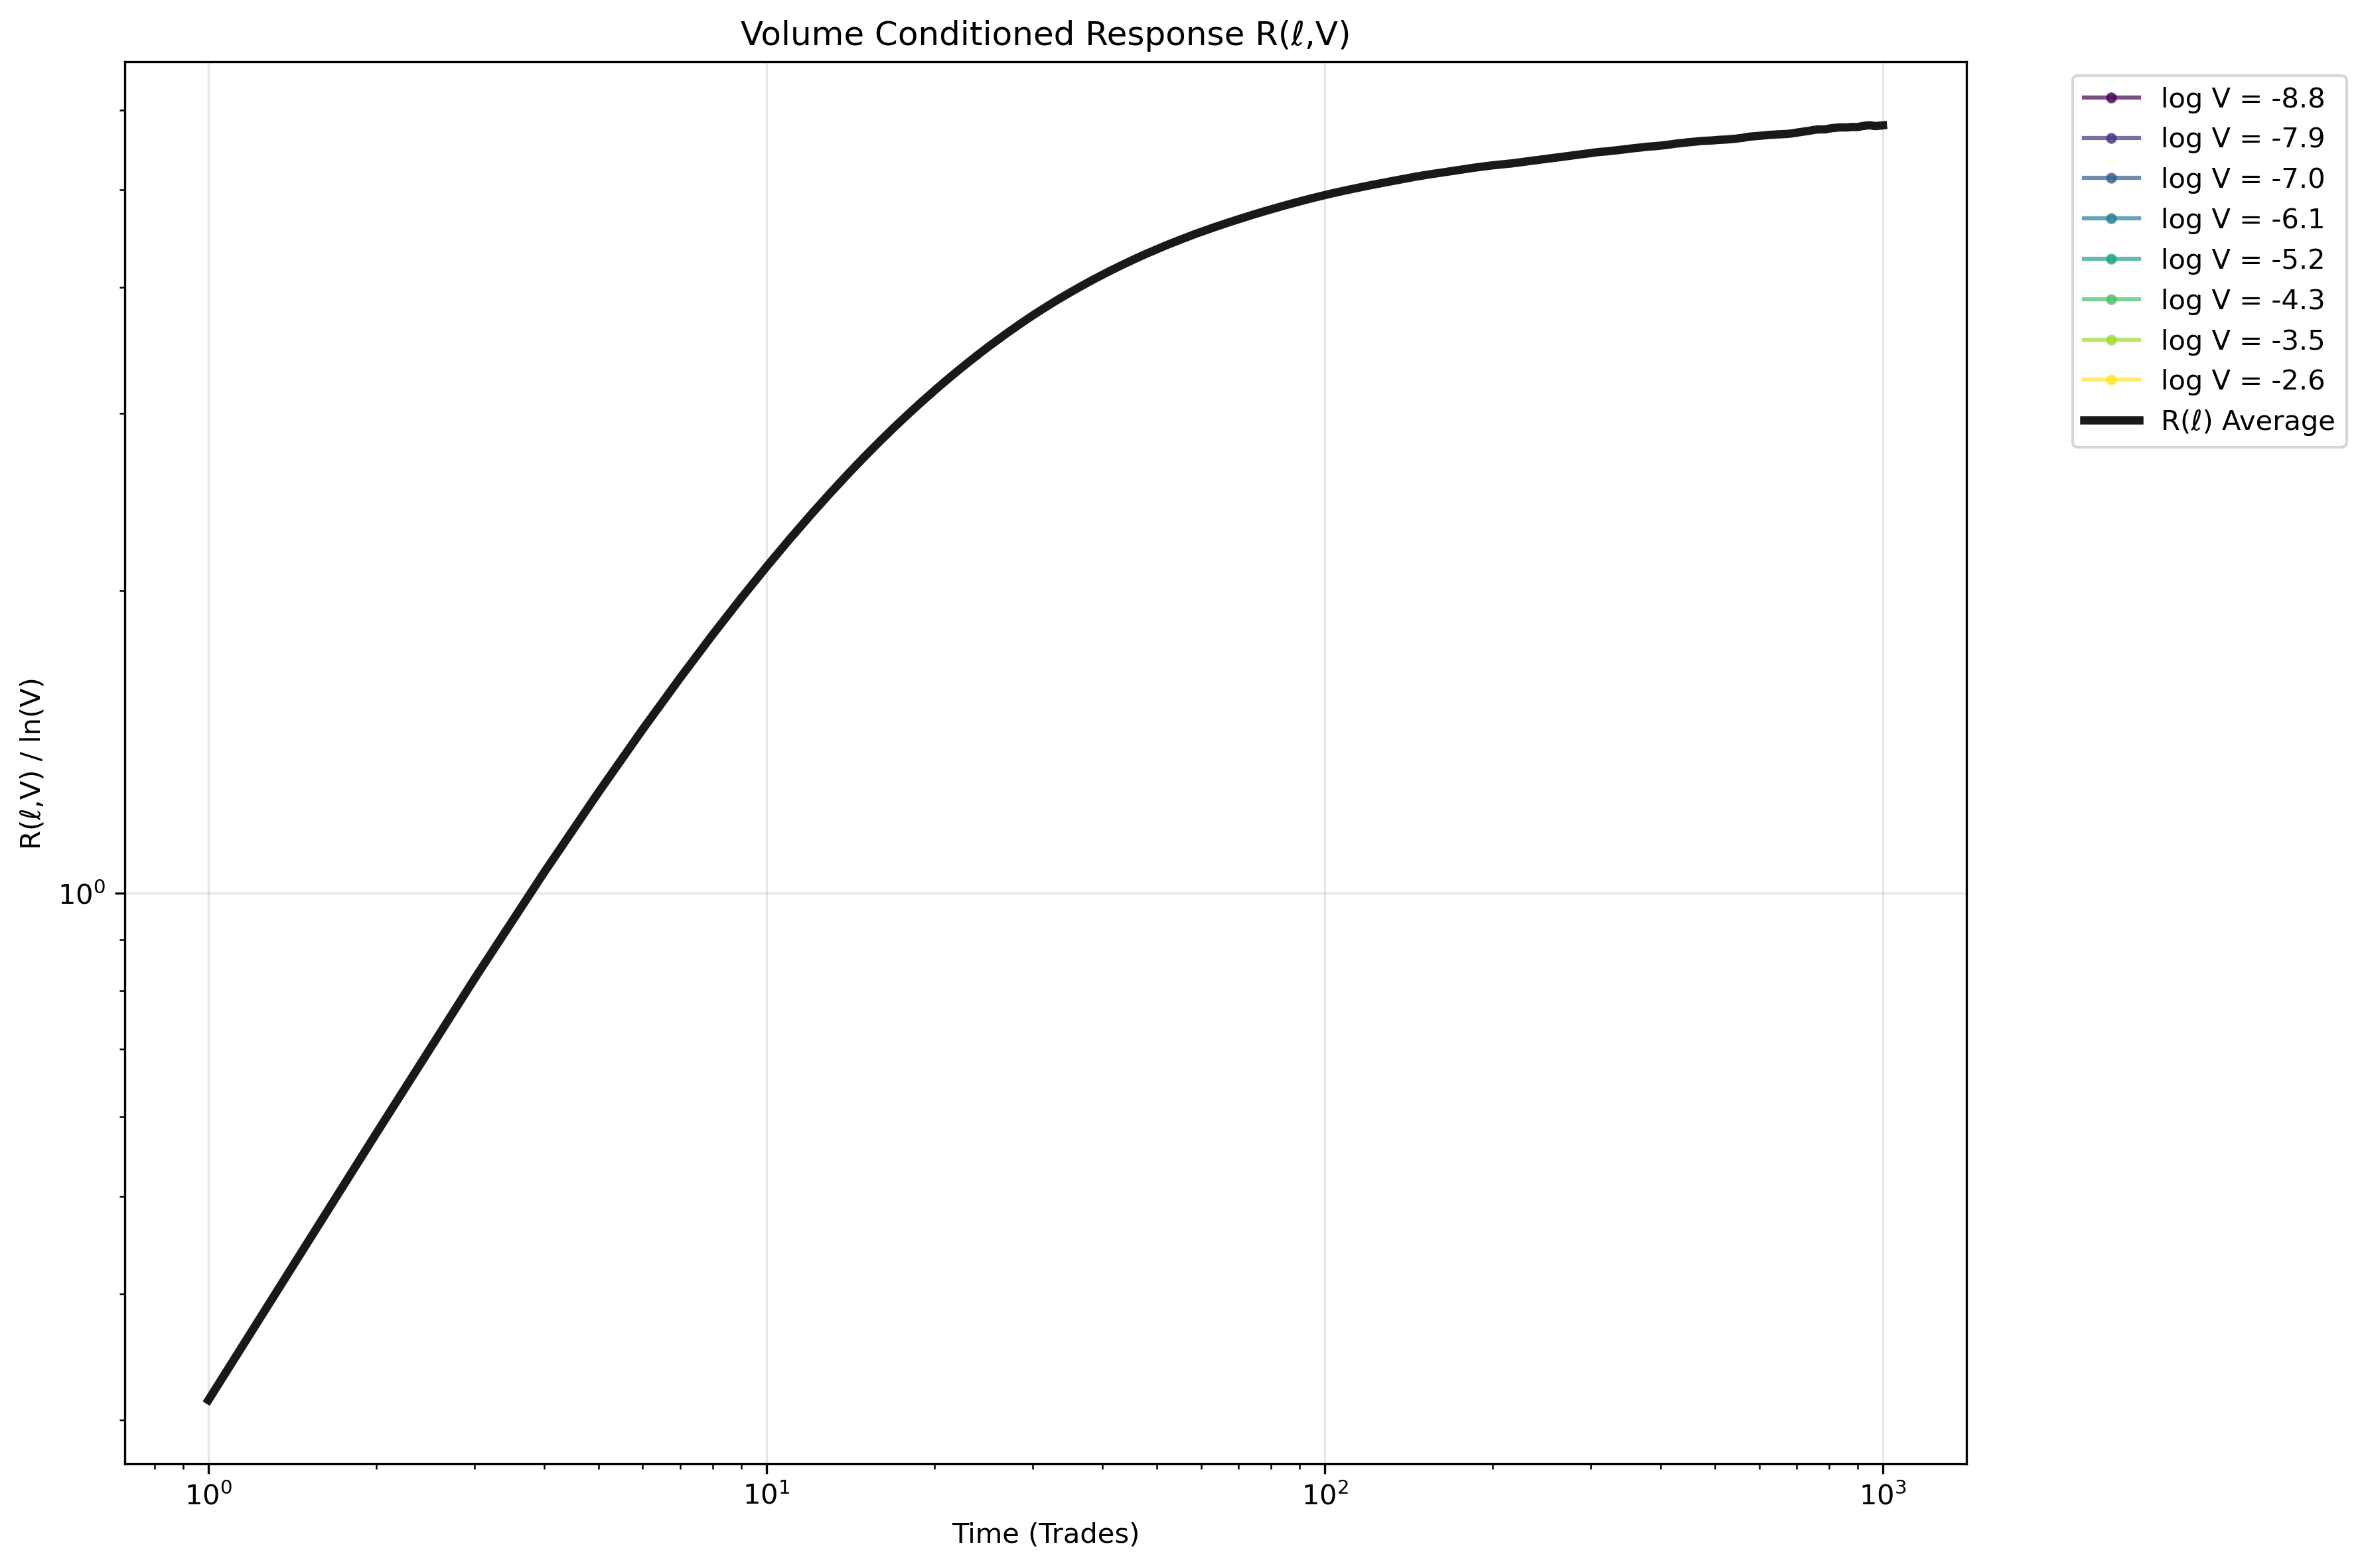 Volume Conditioned Response R(ℓ,V)
log V = -8.8
log V = -7.9
log V = -7.0
log V = -6.1
log V = -5.2
log V = -4.3
log V = -3.5
log V = -2.6
R(ℓ) Average
R(ℓ,V) / ln(V)
10⁰
10⁰
10¹
10²
10³
Time (Trades)